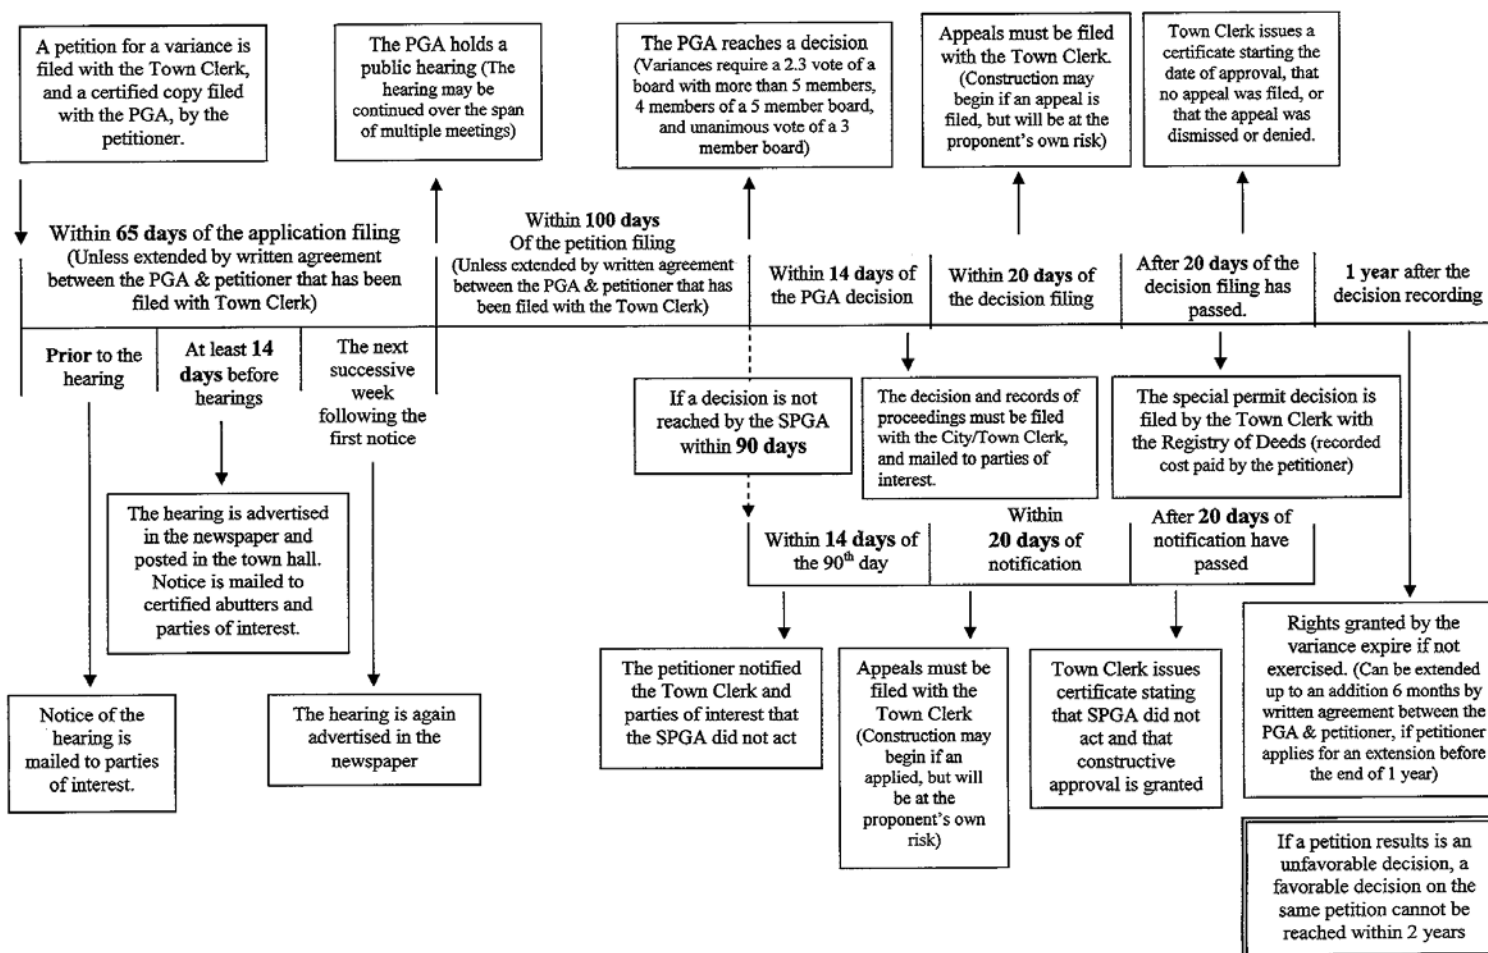 A petition for a variance is
filed with the Town Clerk,
and a certified copy filed
with the PGA, by the
petitioner.
The PGA holds a
public hearing (The
hearing may be
continued over the span
of multiple meetings)
The PGA reaches a decision
(Variances require a 2.3 vote of a
board with more than 5 members,
4 members of a 5 member board,
and unanimous vote of a 3
member board)
Appeals must be filed
with the Town Clerk.
(Construction may
begin if an appeal is
filed, but will be at the
proponent's own risk)
Town Clerk issues a
certificate starting the
date of approval, that
no appeal was filed, or
that the appeal was
dismissed or denied.
Within 65 days of the application filing
(Unless extended by written agreement
between the PGA & petitioner that has been
filed with Town Clerk)
Within 100 days
Of the petition filing
(Unless extended by written agreement
between the PGA & petitioner that has
been filed with the Town Clerk)
Within 14 days of
the PGA decision
Within 20 days of
the decision filing
After 20 days of the
decision filing has
passed.
1 year after the
decision recording
Prior to the
hearing
At least 14
days before
hearings
The next
successive
week
following the
first notice
If a decision is not
reached by the SPGA
within 90 days
The decision and records of
proceedings must be filed
with the City/Town Clerk,
and mailed to parties of
interest.
The special permit decision is
filed by the Town Clerk with
the Registry of Deeds (recorded
cost paid by the petitioner)
The hearing is advertised
in the newspaper and
posted in the town hall.
Notice is mailed to
certified abutters and
parties of interest.
Within 14 days of
the 90th day
Within
20 days of
notification
After 20 days of
notification have
passed
Notice of the
hearing is
mailed to parties
of interest.
The hearing is again
advertised in the
newspaper
The petitioner notified
the Town Clerk and
parties of interest that
the SPGA did not act
Appeals must be
filed with the
Town Clerk
(Construction may
begin if an
applied, but will
be at the
proponent's own
risk)
Town Clerk issues
certificate stating
that SPGA did not
act and that
constructive
approval is granted
Rights granted by the
variance expire if not
exercised. (Can be extended
up to an addition 6 months by
written agreement between the
PGA & petitioner, if petitioner
applies for an extension before
the end of 1 year)
If a petition results is an
unfavorable decision, a
favorable decision on the
same petition cannot be
reached within 2 years